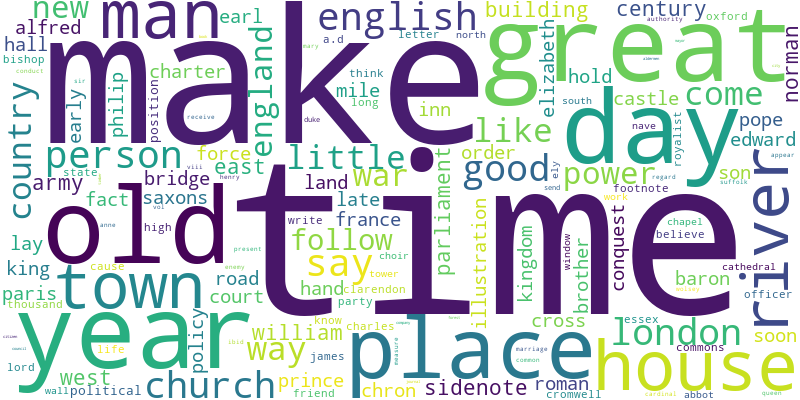 make
time
great
man
old
day
year
place
house
town
river
english
person
country
england
london
church
little
good
war
power
come
like
say
way
follow
new
alfred
hall
bishop
earl
charter
early
philip
position
a.d
letter
north
think
mile
long
duke
inn
building
century
authority
oxford
elizabeth
hold
castle
norman
south
nave
royalist
pope
edward
son
ely
send
suffolk
regard
appear
order
parliament
land
late
france
write
high
force
east
army
bridge
saxons
state
fact
viii
henry
anne
vol
lay
king
cause
paris
thousand
road
court
policy
present
enemy
hand
choir
tower
clarendon
party
william
know
charles
james
prince
friend
chron
sidenote
illustration
kingdom
brother
cross
roman
cromwell
marriage
common
measure
company
conquest
footnote
work
chapel
believe
window
cathedral
baron
officer
essex
commons
soon
abbot
cardinal
queen
west
wall
political
lord
life
ibid
receive
sir
mary
conduct
council
!